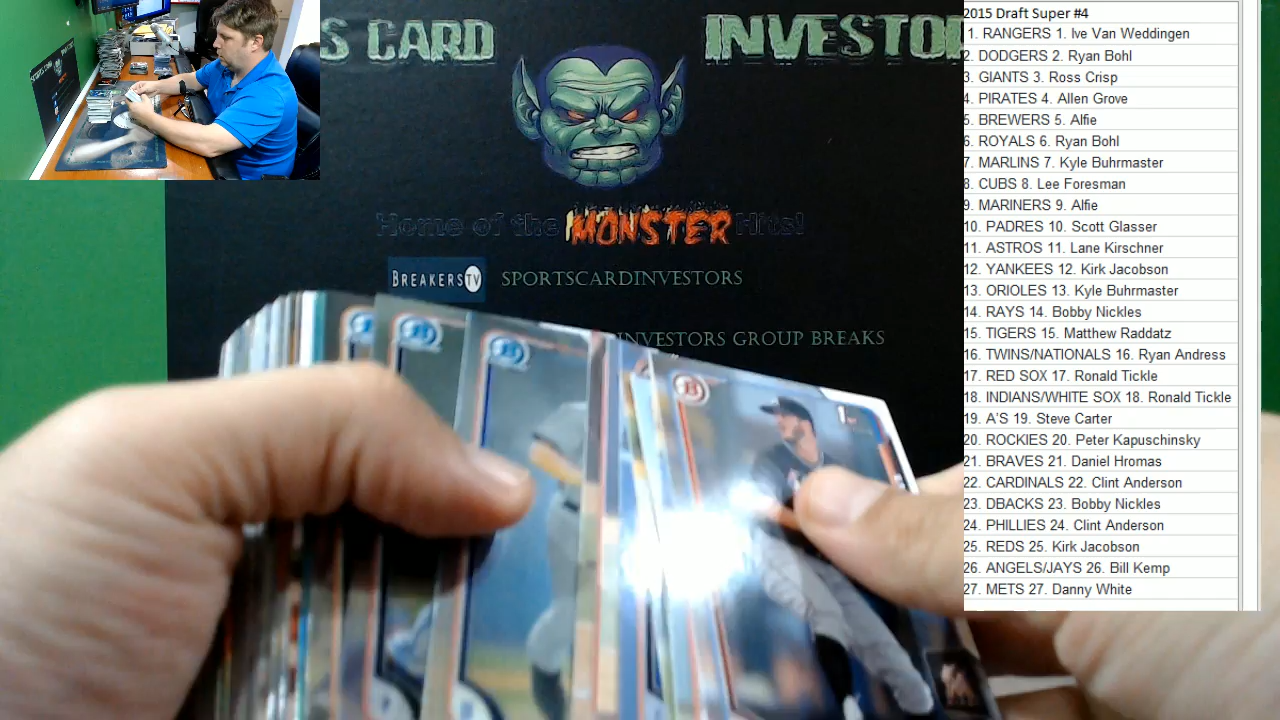 S CARD INVESTOR
Home of the MONSTER Hits!
BREAKERSTV SPORTSCARDINVESTORS
INVESTORS GROUP BREAKS
B
2015 Draft Super #4
1. RANGERS 1. Ive Van Weddingen
2. DODGERS 2. Ryan Bohl
3. GIANTS 3. Ross Crisp
4. PIRATES 4. Allen Grove
5. BREWERS 5. Alfie
6. ROYALS 6. Ryan Bohl
7. MARLINS 7. Kyle Buhrmaster
8. CUBS 8. Lee Foresman
9. MARINERS 9. Alfie
10. PADRES 10. Scott Glasser
11. ASTROS 11. Lane Kirschner
12. YANKEES 12. Kirk Jacobson
13. ORIOLES 13. Kyle Buhrmaster
14. RAYS 14. Bobby Nickles
15. TIGERS 15. Matthew Raddatz
16. TWINS/NATIONALS 16. Ryan Andress
17. RED SOX 17. Ronald Tickle
18. INDIANS/WHITE SOX 18. Ronald Tickle
19. A'S 19. Steve Carter
20. ROCKIES 20. Peter Kapuschinsky
21. BRAVES 21. Daniel Hromas
22. CARDINALS 22. Clint Anderson
23. DBACKS 23. Bobby Nickles
24. PHILLIES 24. Clint Anderson
25. REDS 25. Kirk Jacobson
26. ANGELS/JAYS 26. Bill Kemp
27. METS 27. Danny White